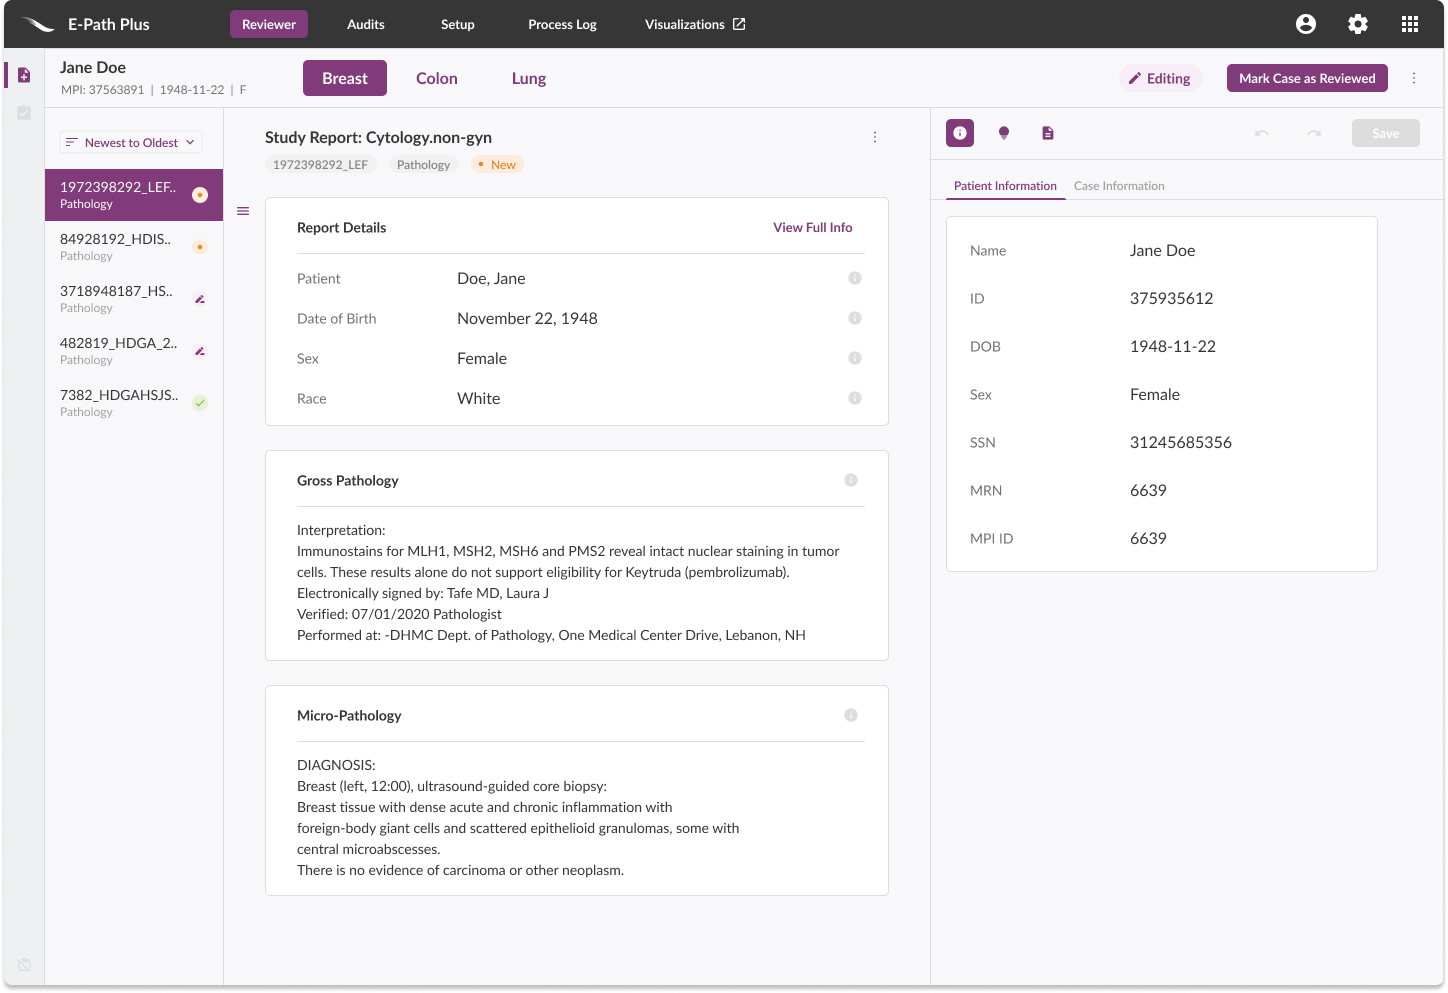 E-Path Plus
Reviewer
Audits
Setup
Process Log
Visualizations
Jane Doe
MPI: 37563891 | 1948-11-22 | F
Breast
Colon
Lung
Editing
Mark Case as Reviewed
Newest to Oldest
1972398292_LEF..
Pathology
84928192_HDIS..
Pathology
3718948187_HS..
Pathology
482819_HDGA_2..
Pathology
7382_HDGAHSJS..
Pathology
Study Report: Cytology.non-gyn
1972398292_LEF
Pathology
New
Report Details
View Full Info
Patient Doe, Jane
Date of Birth November 22, 1948
Sex Female
Race White
Gross Pathology
Interpretation:
Immunostains for MLH1, MSH2, MSH6 and PMS2 reveal intact nuclear staining in tumor
cells. These results alone do not support eligibility for Keytruda (pembrolizumab).
Electronically signed by: Tafe MD, Laura J
Verified: 07/01/2020 Pathologist
Performed at: -DHMC Dept. of Pathology, One Medical Center Drive, Lebanon, NH
Micro-Pathology
DIAGNOSIS:
Breast (left, 12:00), ultrasound-guided core biopsy:
Breast tissue with dense acute and chronic inflammation with
foreign-body giant cells and scattered epithelioid granulomas, some with
central microabscesses.
There is no evidence of carcinoma or other neoplasm.
Save
Patient Information
Case Information
Name Jane Doe
ID 375935612
DOB 1948-11-22
Sex Female
SSN 31245685356
MRN 6639
MPI ID 6639